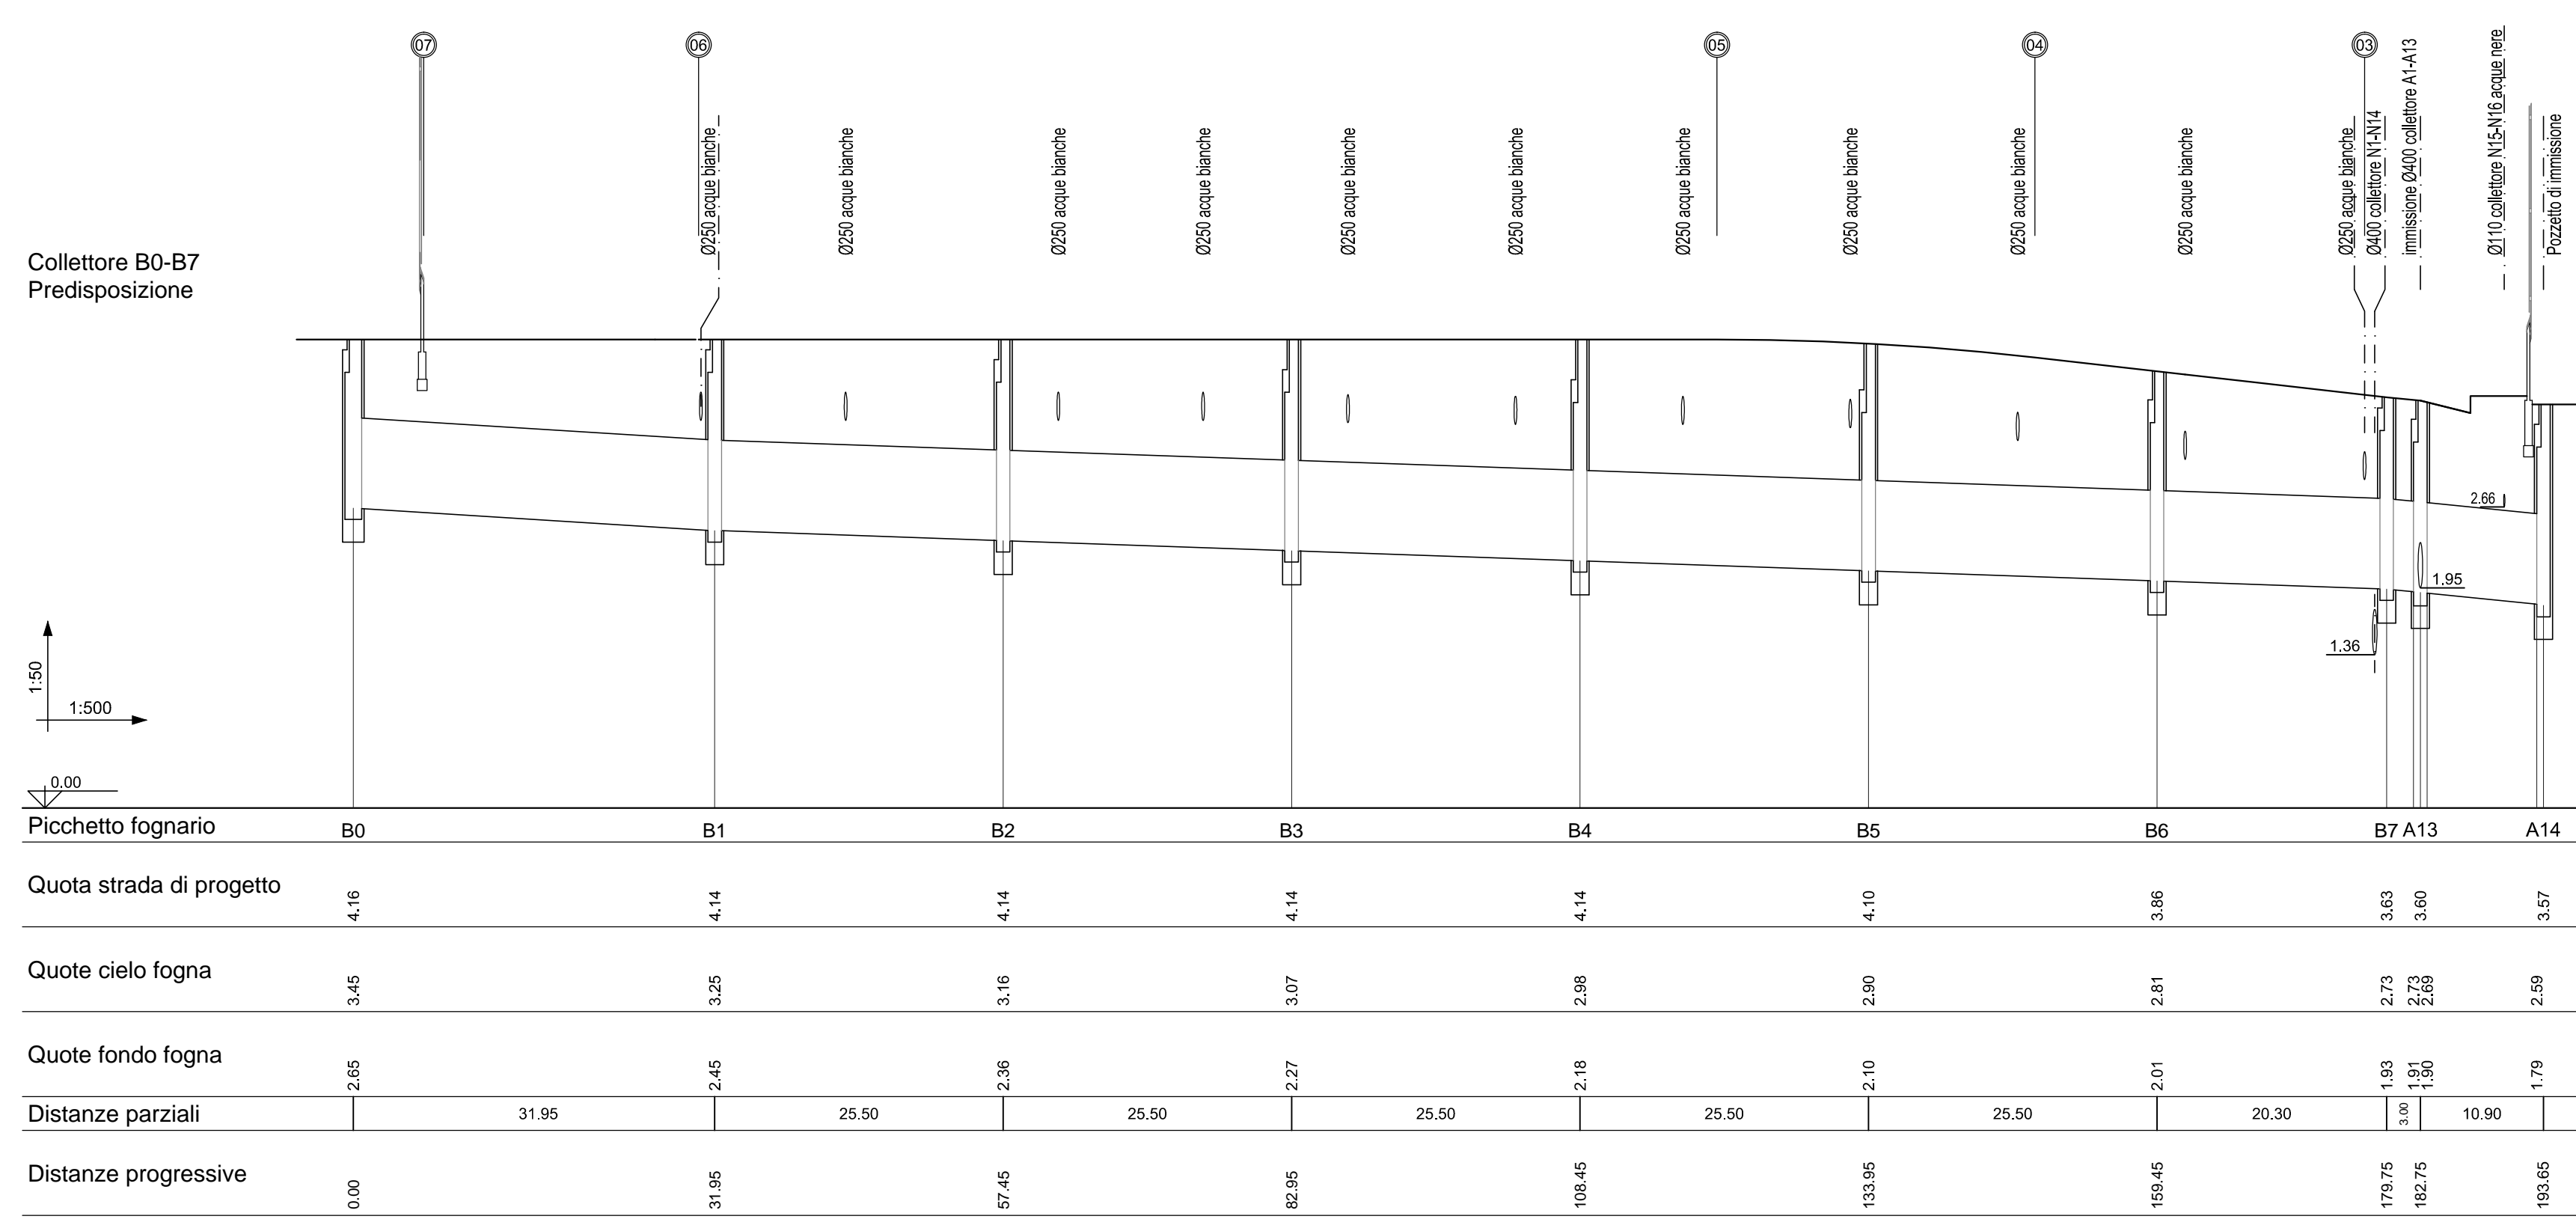 07
06
05
04
03
Ø250 acque bianche
Ø250 acque bianche
Ø250 acque bianche
Ø250 acque bianche
Ø250 acque bianche
Ø250 acque bianche
Ø250 acque bianche
Ø250 acque bianche
Ø250 acque bianche
Ø250 acque bianche
Ø250 acque bianche
Ø400 collettore N1-N14
immissione Ø400 collettore A1-A13
Ø110 collettore N15-N16 acque nere
Pozzetto di immissione
Collettore B0-B7
Predisposizione
2.66
1.95
1.36
1:50
1:500
0.00
Picchetto fognario B0 B1 B2 B3 B4 B5 B6 B7 A13 A14
Quota strada di progetto 4.16 4.14 4.14 4.14 4.14 4.10 3.86 3.63 3.60 3.57
Quote cielo fogna 3.45 3.25 3.16 3.07 2.98 2.90 2.81 2.73 2.73 2.69 2.59
Quote fondo fogna 2.65 2.45 2.36 2.27 2.18 2.10 2.01 1.93 1.91 1.90 1.79
Distanze parziali 31.95 25.50 25.50 25.50 25.50 25.50 20.30 3.00 10.90
Distanze progressive 0.00 31.95 57.45 82.95 108.45 133.95 159.45 179.75 182.75 193.65